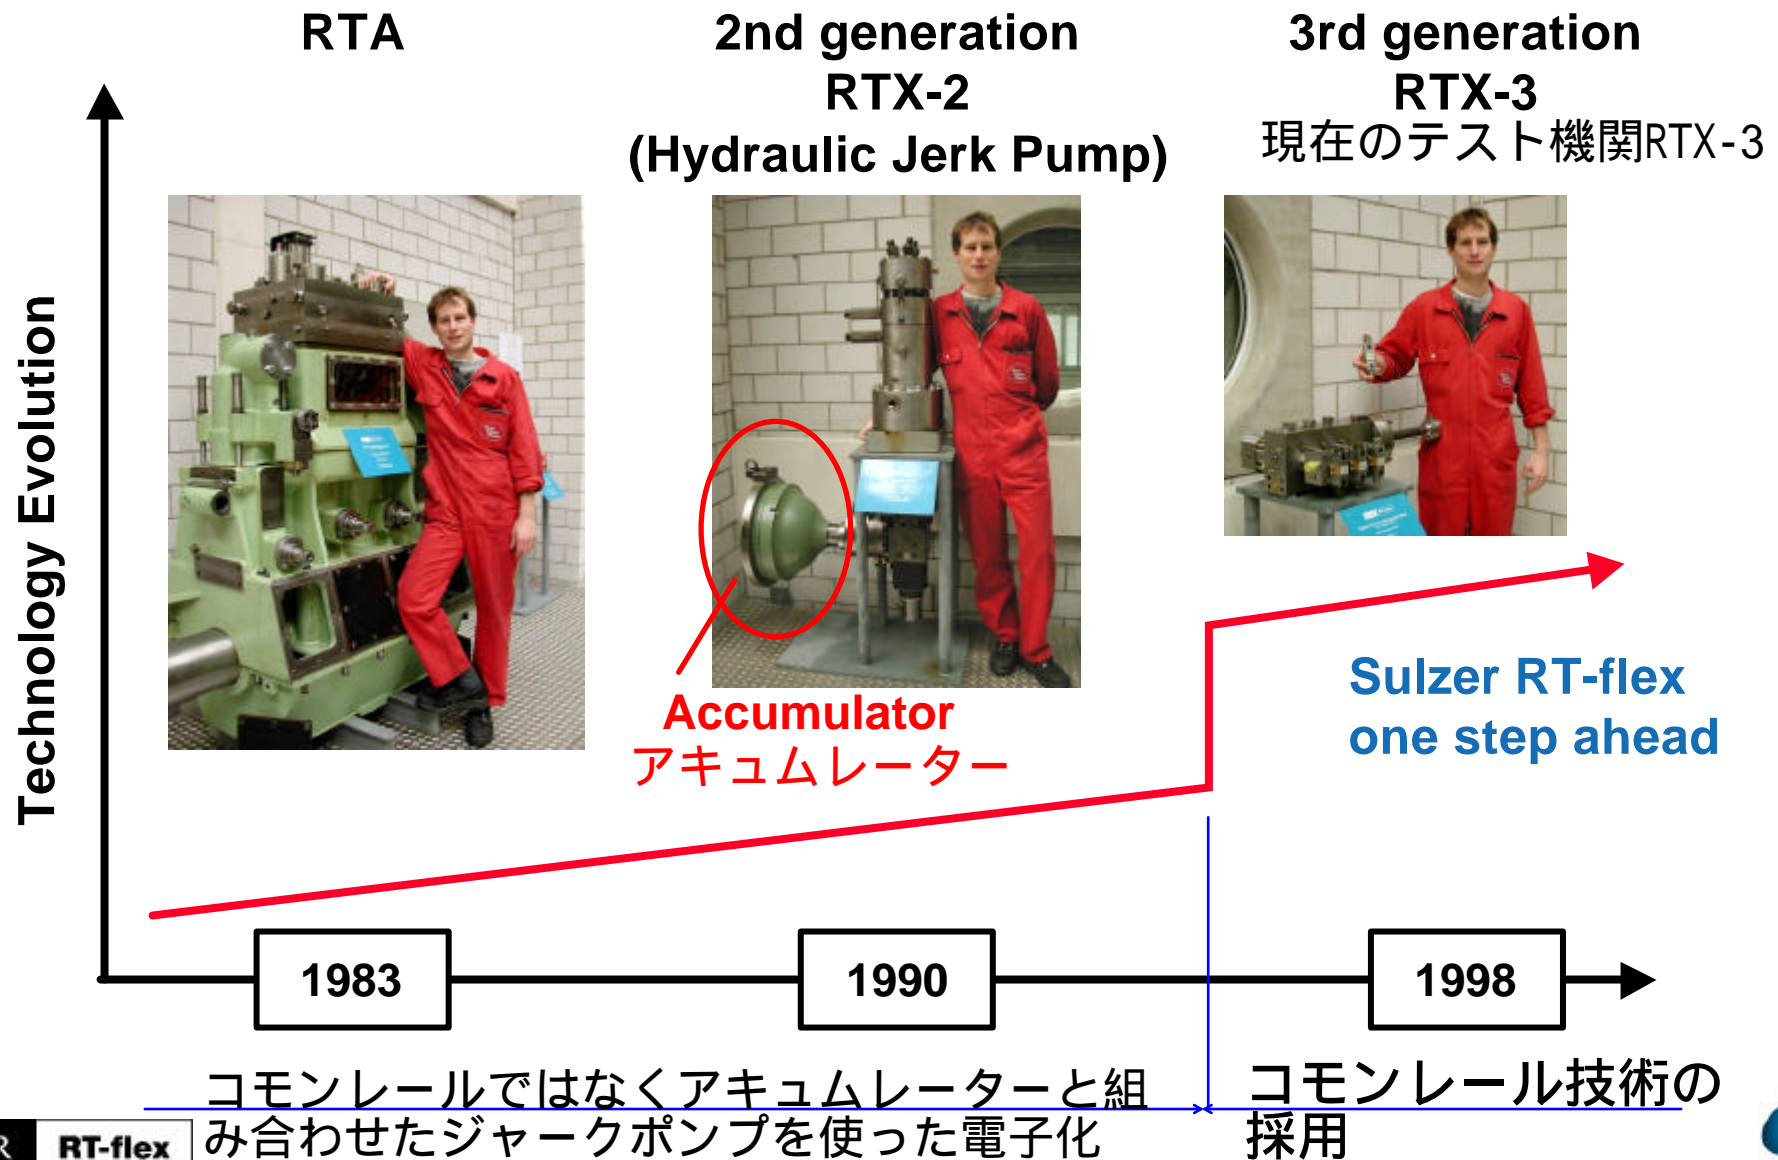 RTA
2nd generation
RTX-2
(Hydraulic Jerk Pump)
3rd generation
RTX-3
現在のテスト機関RTX-3
Technology Evolution
Accumulator
アキュムレーター
Sulzer RT-flex
one step ahead
1983
1990
1998
コモンレールではなくアキュムレーターと組
み合わせたジャークポンプを使った電子化
コモンレール技術の
採用
R
RT-flex